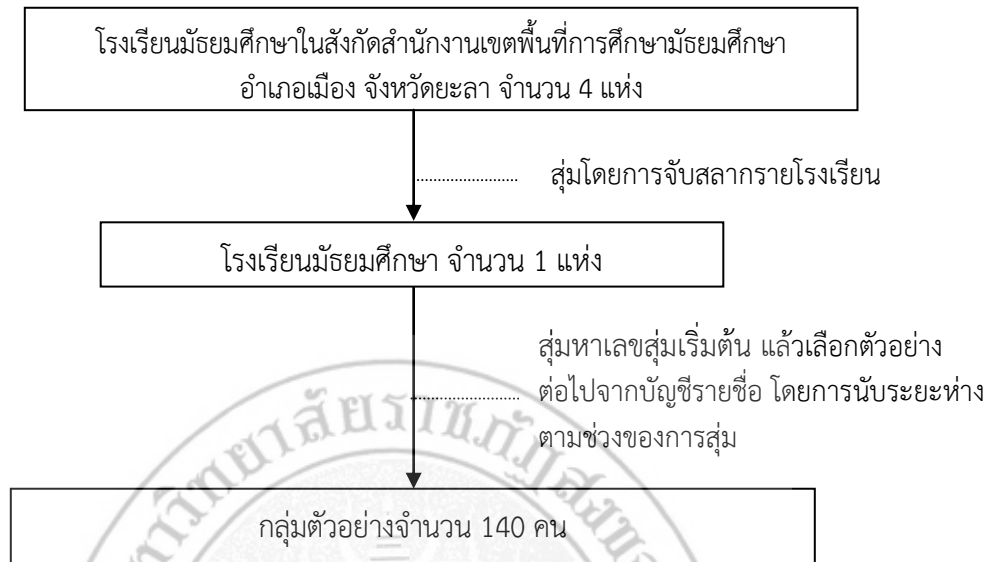 โรงเรียนมัธยมศึกษาในสังกัดสำนักงานเขตพื้นที่การศึกษามัธยมศึกษา
อำเภอเมือง จังหวัดยะลา จำนวน 4 แห่ง
สุ่มโดยการจับสลากรายโรงเรียน
โรงเรียนมัธยมศึกษา จำนวน 1 แห่ง
สุ่มหาเลขสุ่มเริ่มต้น แล้วเลือกตัวอย่าง
ต่อไปจากบัญชีรายชื่อ โดยการนับระยะห่าง
ตามช่วงของการสุ่ม
กลุ่มตัวอย่างจำนวน 140 คน